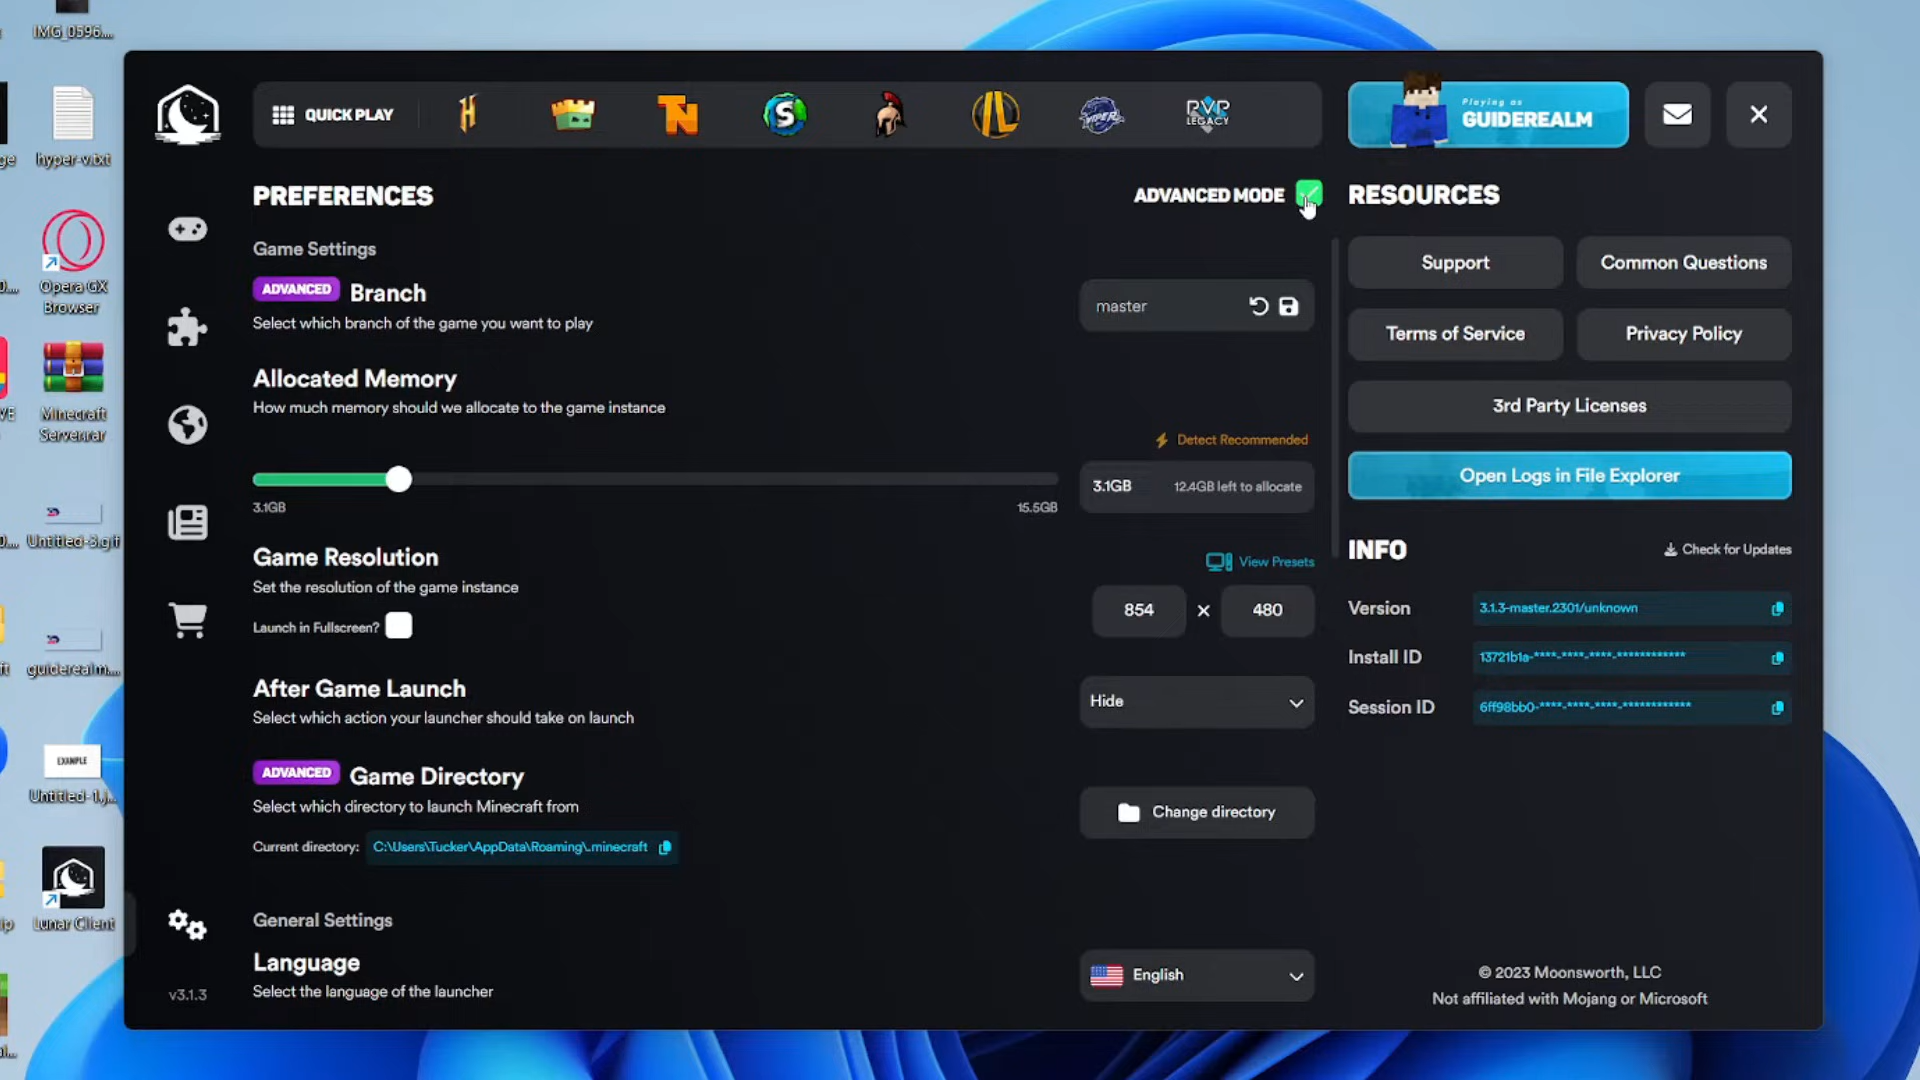 IMG_0596....
hyper-v.txt
Opera GX
Browser
Minecraft
Server.rar
Untitled-3.gif
guiderealm....
EXAMPLE
Untitled-1.j...
Lunar Client
QUICK PLAY
H
TN
S
L
VIPER
PVP
LEGACY
Playing as
GUIDEREALM
PREFERENCES
ADVANCED MODE
Game Settings
ADVANCED Branch
Select which branch of the game you want to play
master
Allocated Memory
How much memory should we allocate to the game instance
Detect Recommended
3.1GB 12.4GB left to allocate
3.1GB 15.5GB
Game Resolution
Set the resolution of the game instance
Launch in Fullscreen?
View Presets
854 × 480
After Game Launch
Select which action your launcher should take on launch
Hide
ADVANCED Game Directory
Select which directory to launch Minecraft from
Current directory: C:\Users\Tucker\AppData\Roaming\.minecraft
Change directory
General Settings
Language
Select the language of the launcher
English
v3.1.3
RESOURCES
Support
Common Questions
Terms of Service
Privacy Policy
3rd Party Licenses
Open Logs in File Explorer
INFO
Check for Updates
Version 3.1.3-master.2301/unknown
Install ID 13721b1a-****-****-****-************
Session ID 6ff98bb0-****-****-****-************
© 2023 Moonsworth, LLC
Not affiliated with Mojang or Microsoft